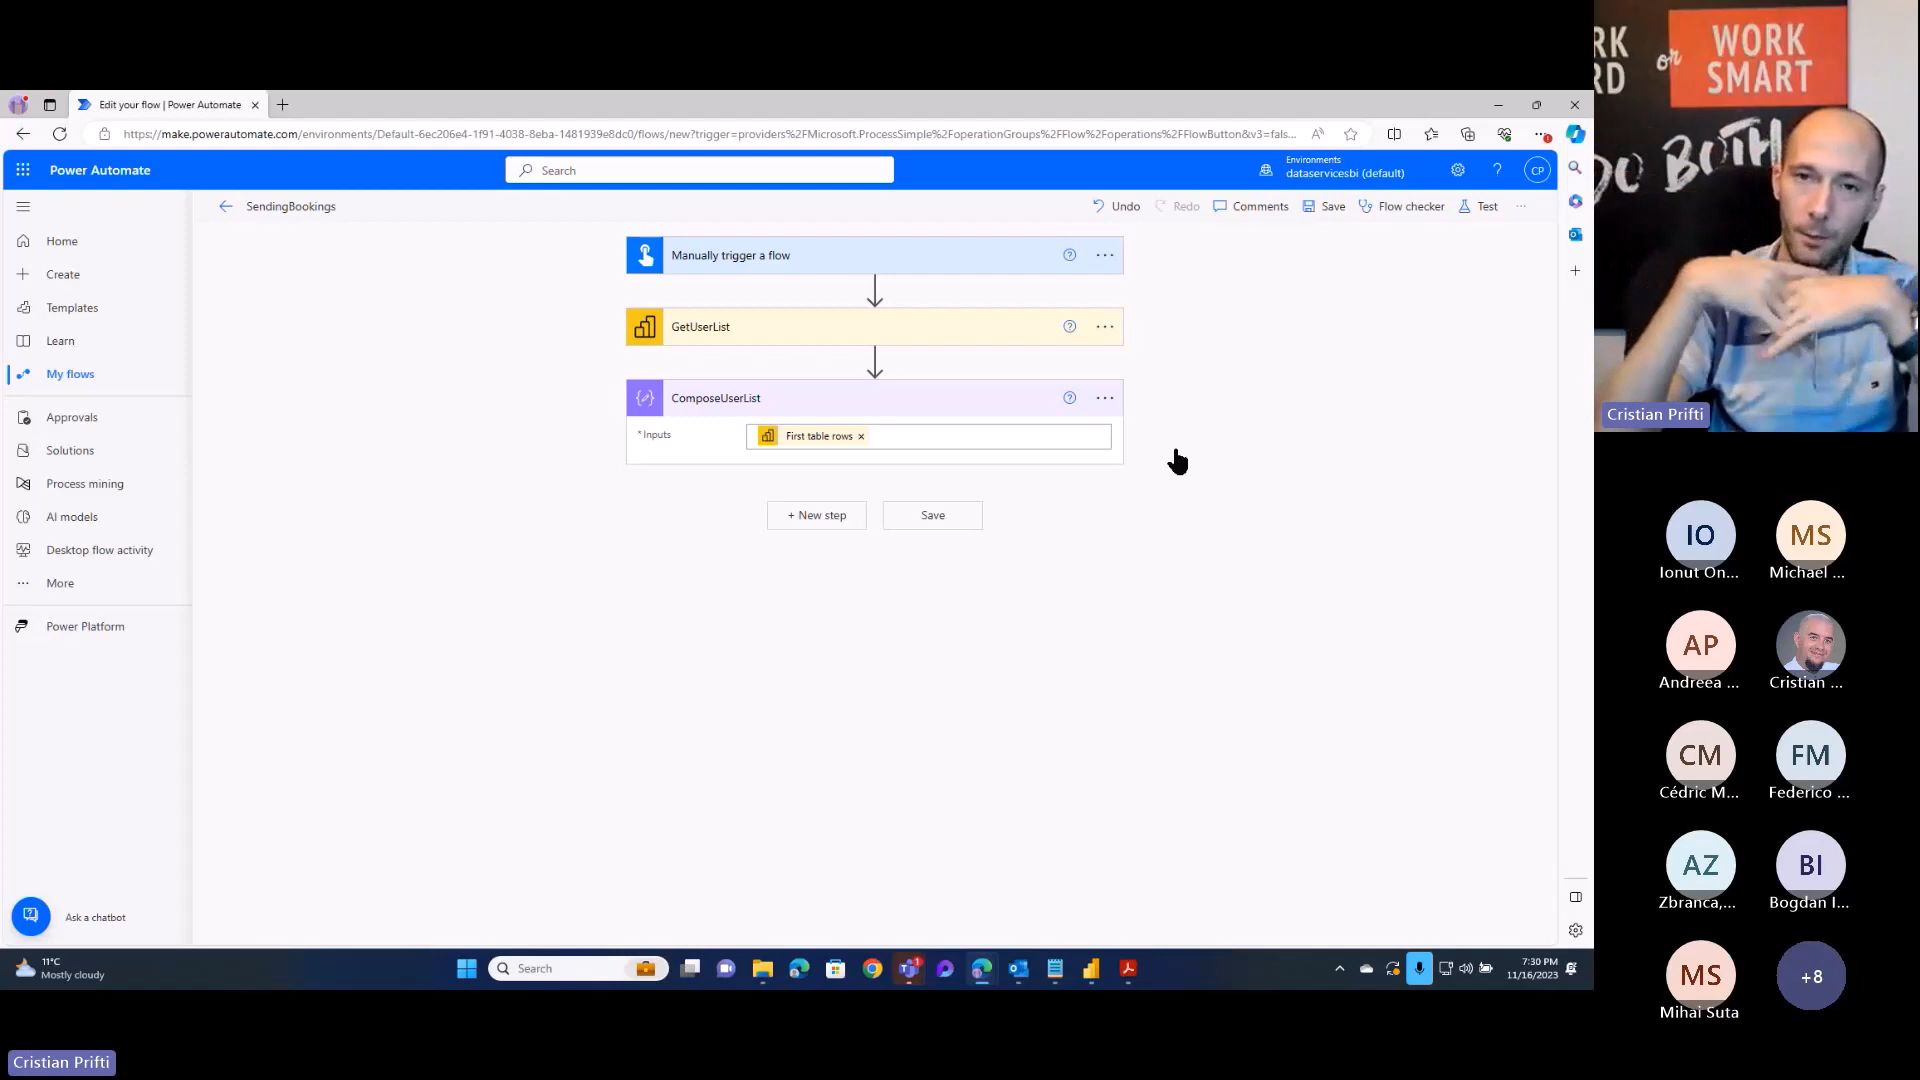 Edit your flow | Power Automate
https://make.powerautomate.com/environments/Default-6ec206e4-1f91-4038-8eba-1481939e8dc0/flows/new?trigger=providers%2FMicrosoft.ProcessSimple%2FoperationGroups%2FFlow%2Foperations%2FFlowButton&v3=fals...
Power Automate
Search
Environments
dataservicesbi (default)
CP
SendingBookings
Undo
Redo
Comments
Save
Flow checker
Test
Home
Create
Templates
Learn
My flows
Approvals
Solutions
Process mining
AI models
Desktop flow activity
More
Power Platform
Ask a chatbot
Manually trigger a flow
GetUserList
ComposeUserList
* Inputs
First table rows
+ New step
Save
11°C
Mostly cloudy
Search
7:30 PM
11/16/2023
Cristian Prifti
WORK
SMART
or
RK
RD
DO BOTH
Cristian Prifti
IO
Ionut On...
MS
Michael ...
AP
Andreea ...
Cristian ...
CM
Cédric M...
FM
Federico ...
AZ
Zbranca,...
BI
Bogdan I...
MS
Mihai Suta
+8